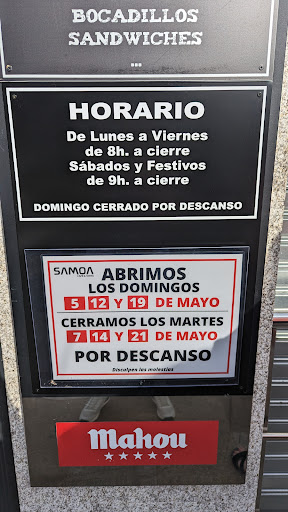 BOCADILLOS
SANDWICHES
...
HORARIO
De Lunes a Viernes
de 8h. a cierre
Sábados y Festivos
de 9h. a cierre
DOMINGO CERRADO POR DESCANSO
SAMOA
ABRIMOS
LOS DOMINGOS
5 12 Y 19 DE MAYO
CERRAMOS LOS MARTES
7 14 Y 21 DE MAYO
POR DESCANSO
Disculpen las molestias
Mahou